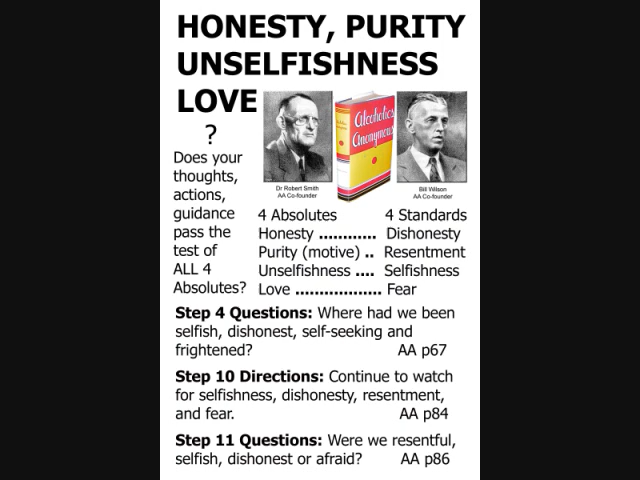 HONESTY, PURITY
UNSELFISHNESS
LOVE
?
Does your
thoughts,
actions,
guidance
pass the
test of
ALL 4
Absolutes?
Alcoholics
Anonymous
Dr Robert Smith
AA Co-founder
Bill Wilson
AA Co-founder
4 Absolutes 4 Standards
Honesty ............ Dishonesty
Purity (motive) .. Resentment
Unselfishness .... Selfishness
Love ................... Fear
Step 4 Questions: Where had we been
selfish, dishonest, self-seeking and
frightened? AA p67
Step 10 Directions: Continue to watch
for selfishness, dishonesty, resentment,
and fear. AA p84
Step 11 Questions: Were we resentful,
selfish, dishonest or afraid? AA p86